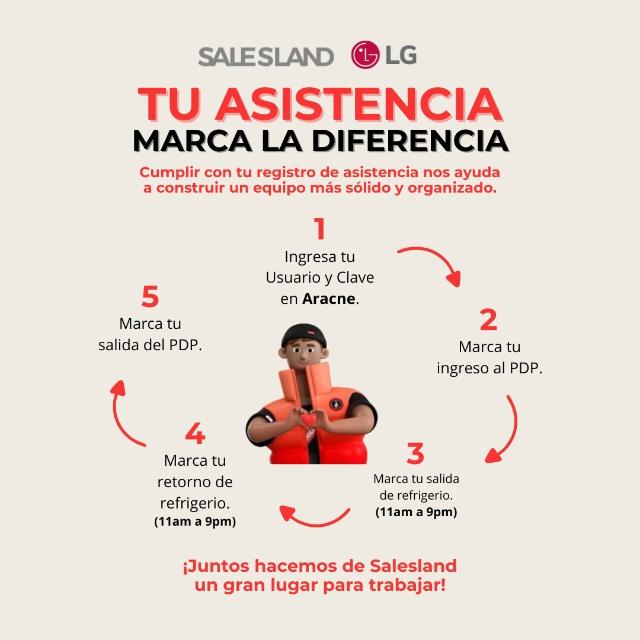 SALESLAND LG
TU ASISTENCIA
MARCA LA DIFERENCIA
Cumplir con tu registro de asistencia nos ayuda
a construir un equipo más sólido y organizado.
1
Ingresa tu
Usuario y Clave
en Aracne.
2
Marca tu
ingreso al PDP.
3
Marca tu salida
de refrigerio.
(11am a 9pm)
4
Marca tu
retorno de
refrigerio.
(11am a 9pm)
5
Marca tu
salida del PDP.
¡Juntos hacemos de Salesland
un gran lugar para trabajar!